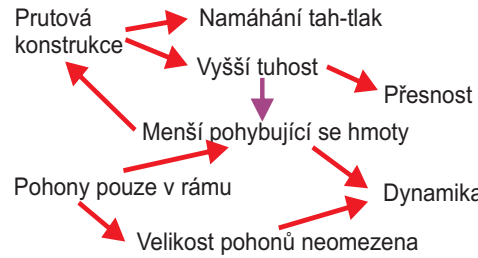 Prutová
konstrukce
Namáhání tah-tlak
Vyšší tuhost
Přesnost
Menší pohybující se hmoty
Pohony pouze v rámu
Dynamika
Velikost pohonů neomezena